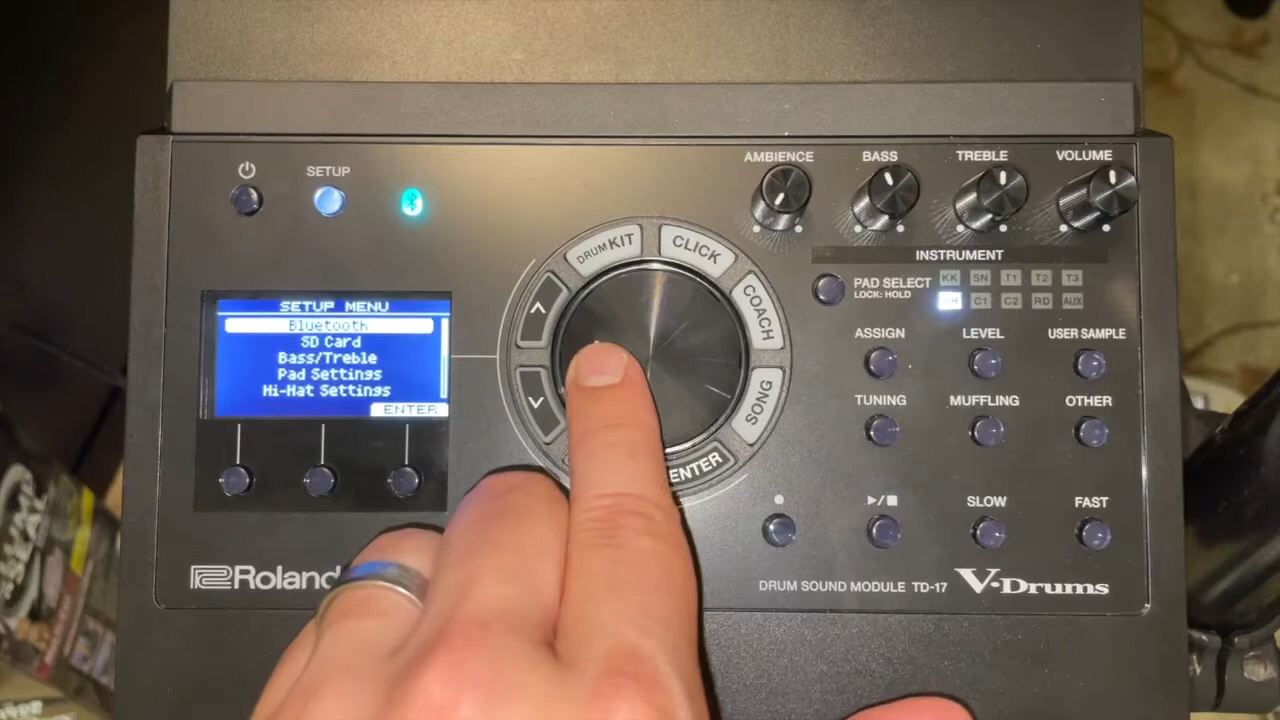 SETUP
AMBIENCE
BASS
TREBLE
VOLUME
DRUM KIT
CLICK
COACH
SONG
ENTER
INSTRUMENT
PAD SELECT
LOCK: HOLD
KK SN T1 T2 T3
HH C1 C2 RD AUX
SETUP MENU
Bluetooth
SD Card
Bass/Treble
Pad Settings
Hi-Hat Settings
ENTER
ASSIGN
LEVEL
USER SAMPLE
TUNING
MUFFLING
OTHER
SLOW
FAST
Roland
DRUM SOUND MODULE TD-17
V-Drums